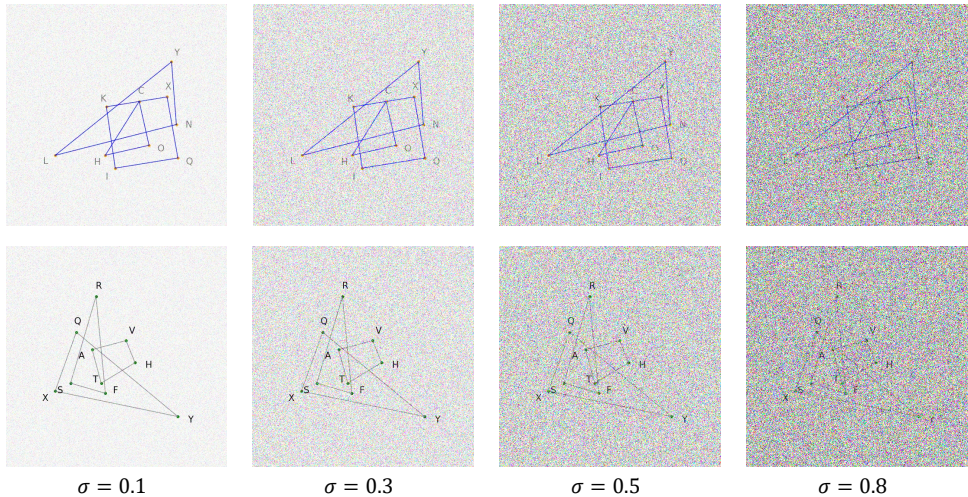 Y Y Y
K C X K C X K C X
N N N
O O O
L H Q L H Q L H Q
I I I
R R R R
Q Q Q Q
V V V V
A H A H A H A H
T T T T
S F S F S F S F
X X X X
Y Y Y
σ = 0.1 σ = 0.3 σ = 0.5 σ = 0.8